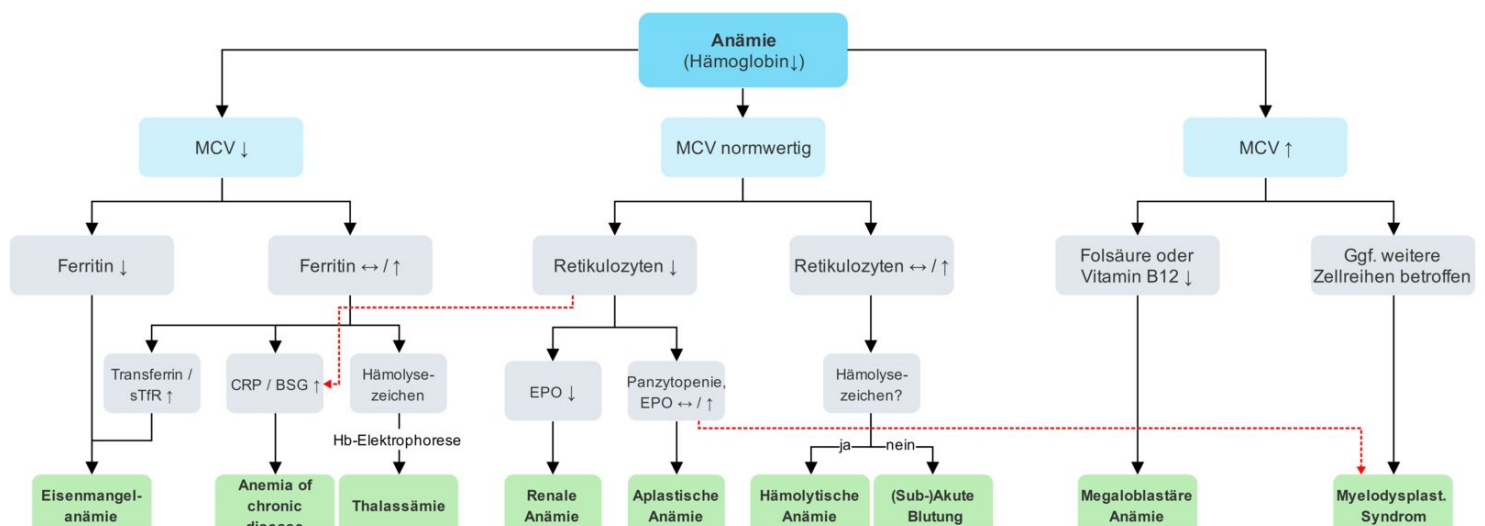 Anämie
(Hämoglobin↓)
MCV ↓
MCV normwertig
MCV ↑
Ferritin ↓
Ferritin ↔ / ↑
Retikulozyten ↓
Retikulozyten ↔ / ↑
Folsäure oder
Vitamin B12 ↓
Ggf. weitere
Zellreihen betroffen
Transferrin /
sTfR ↑
CRP / BSG ↑
Hämolyse-
zeichen
EPO ↓
Panzytopenie,
EPO ↔ / ↑
Hämolyse-
zeichen?
Hb-Elektrophorese
ja
nein
Eisenmangel-
anämie
Anemia of
chronic
disease
Thalassämie
Renale
Anämie
Aplastische
Anämie
Hämolytische
Anämie
(Sub-)Akute
Blutung
Megaloblastäre
Anämie
Myelodysplast.
Syndrom